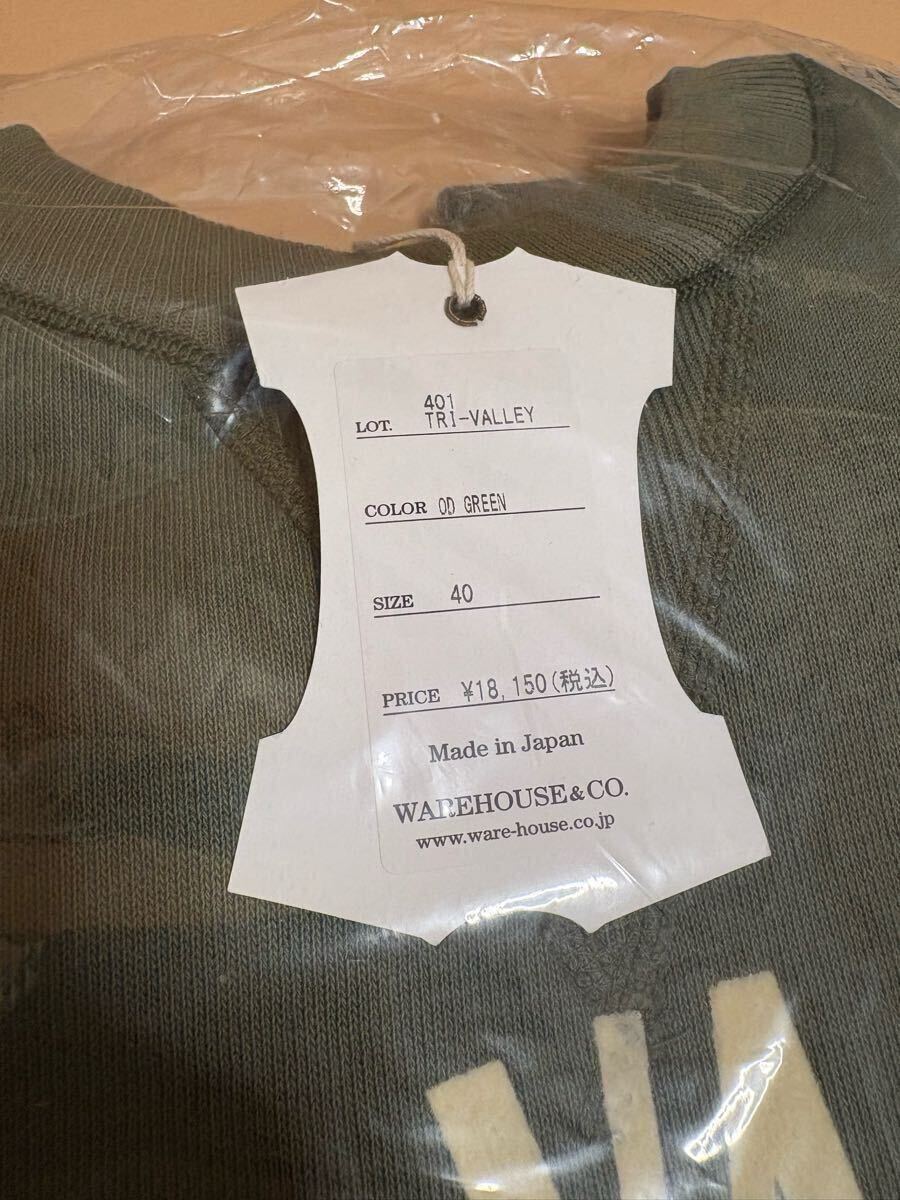 401
LOT. TRI-VALLEY
COLOR OD GREEN
SIZE 40
PRICE ¥18,150(税込)
Made in Japan
WAREHOUSE&CO.
www.ware-house.co.jp